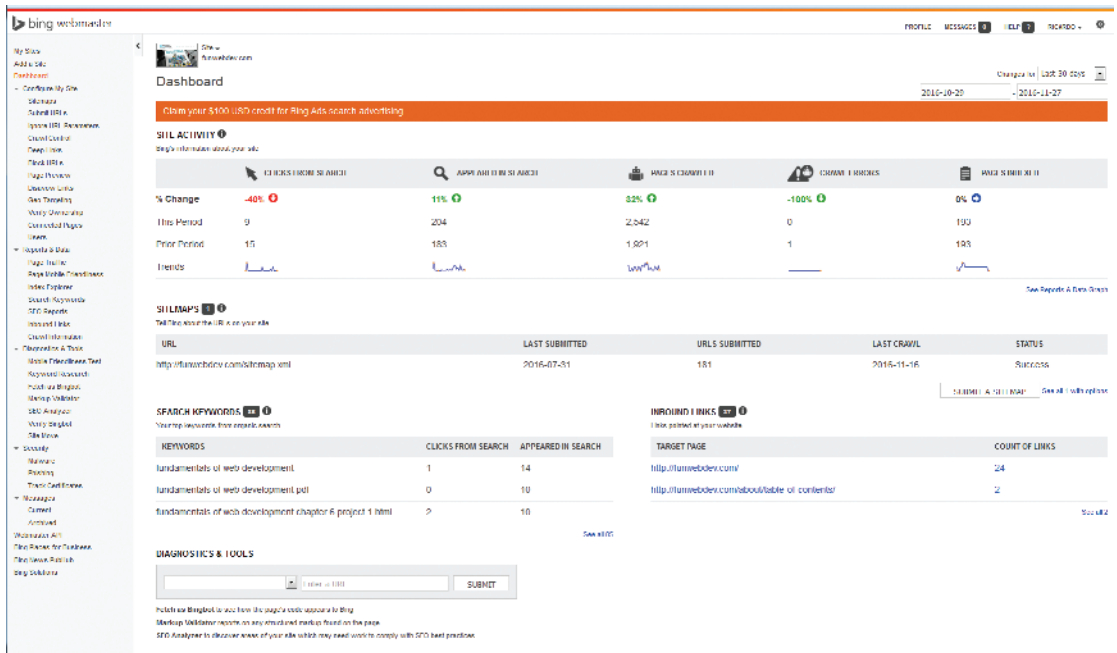 bing webmaster
PROFILE MESSAGES 0 HELP ? RICARDO
My Sites
Add a Site
Dashboard
Configure My Site
Sitemaps
Submit URLs
Ignore URL Parameters
Crawl Control
Deep Links
Block URLs
Page Preview
Disavow Links
Geo Targeting
Verify Ownership
Connected Pages
Users
Reports & Data
Page Traffic
Page Mobile Friendliness
Index Explorer
Search Keywords
SEO Reports
Inbound Links
Crawl Information
Diagnostics & Tools
Mobile Friendliness Test
Keyword Research
Fetch as Bingbot
Markup Validator
SEO Analyzer
Verify Bingbot
Site Move
Security
Malware
Phishing
Track Certificates
Messages
Current
Archived
Webmaster API
Bing Places for Business
Bing News PubHub
Bing Solutions
Site
funwebdev.com
Dashboard
Changes for Last 30 days
2016-10-29 - 2016-11-27
Claim your $100 USD credit for Bing Ads search advertising
SITE ACTIVITY
Bing's information about your site
CLICKS FROM SEARCH APPEARED IN SEARCH PAGES CRAWLED CRAWL ERRORS PAGES INDEXED
% Change -40% 11% 32% -100% 0%
This Period 9 204 2,542 0 193
Prior Period 15 183 1,921 1 193
Trends
See Reports & Data Graph
SITEMAPS 1
Tell Bing about the URLs on your site
URL LAST SUBMITTED URLS SUBMITTED LAST CRAWL STATUS
http://funwebdev.com/sitemap.xml 2016-07-31 181 2016-11-16 Success
SUBMIT A SITEMAP See all 1 with options
SEARCH KEYWORDS
Your top keywords from organic search
KEYWORDS CLICKS FROM SEARCH APPEARED IN SEARCH
fundamentals of web development 1 14
fundamentals of web development pdf 0 10
fundamentals of web development chapter 6 project 1 html 2 10
See all
INBOUND LINKS
Links pointed at your website
TARGET PAGE COUNT OF LINKS
http://funwebdev.com/ 24
http://funwebdev.com/about/table-of-contents/ 2
See all 2
DIAGNOSTICS & TOOLS
Enter a URL SUBMIT
Fetch as Bingbot to see how the page's code appears to Bing
Markup Validator reports on any structured markup found on the page
SEO Analyzer to discover areas of your site which may need work to comply with SEO best practices